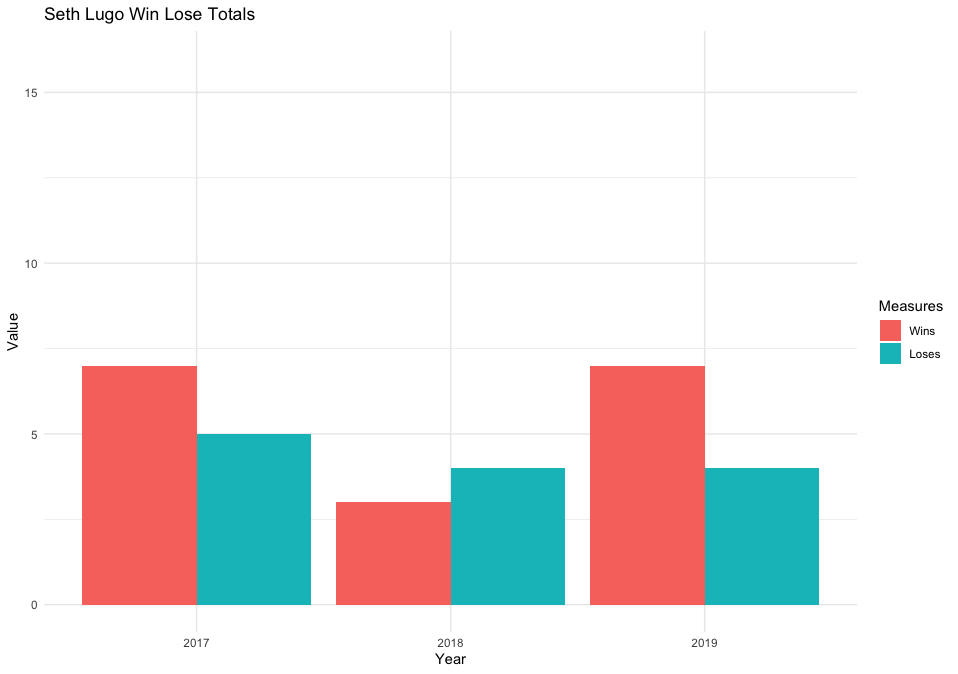 Seth Lugo Win Lose Totals
15
10
5
0
Value
2017 2018 2019
Year
Measures
Wins
Loses